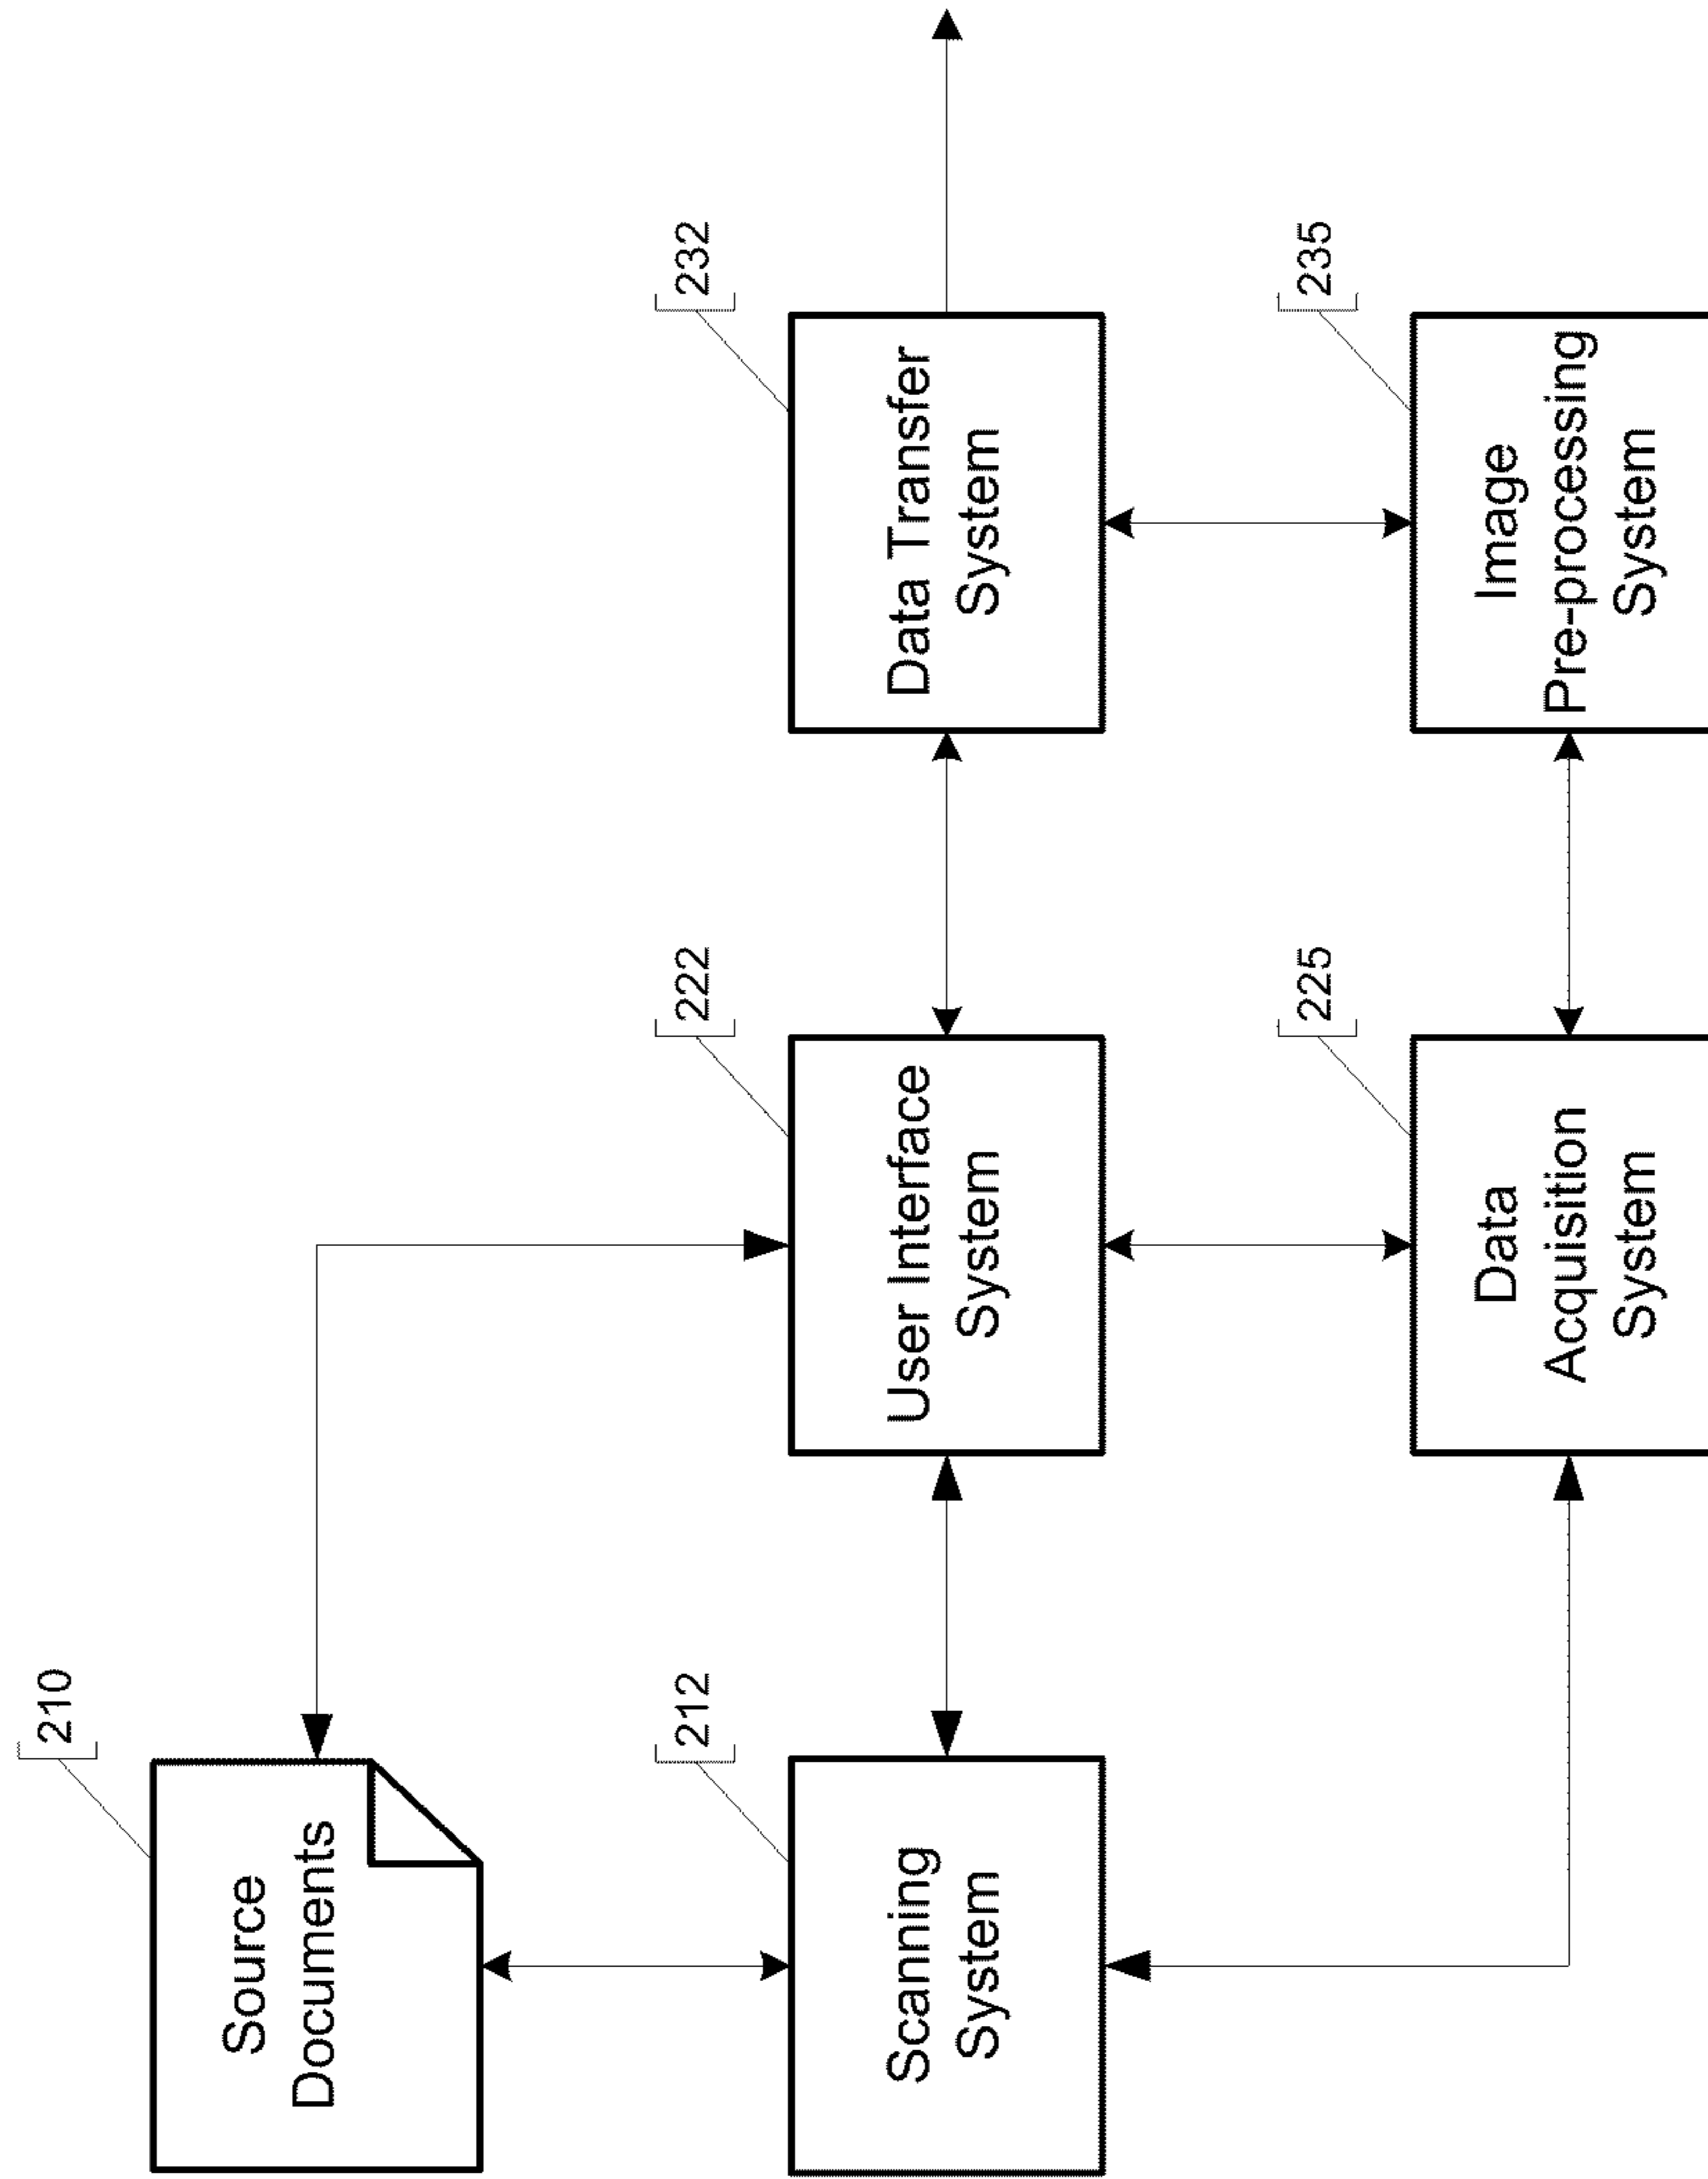 210
Source
Documents
212
Scanning
System
222
User Interface
System
232
Data Transfer
System
225
Data
Acquisition
System
235
Image
Pre-processing
System